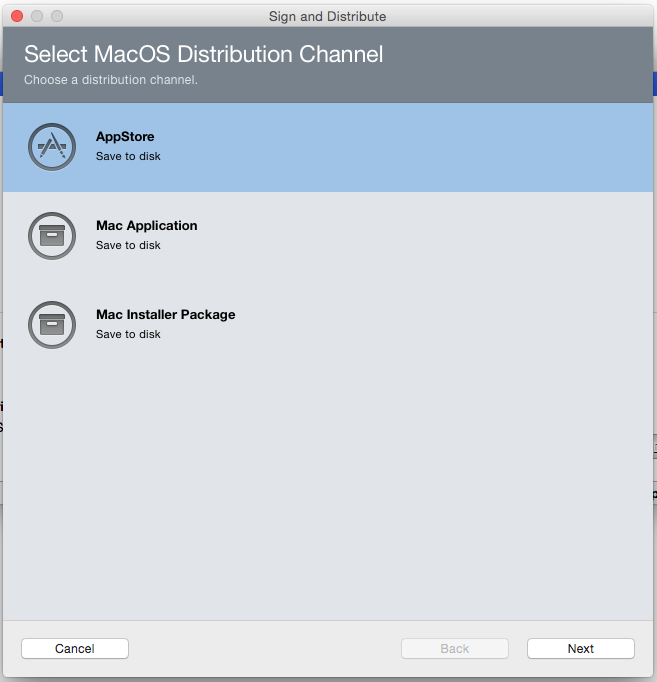 Sign and Distribute
Select MacOS Distribution Channel
Choose a distribution channel.
AppStore
Save to disk
Mac Application
Save to disk
Mac Installer Package
Save to disk
Cancel
Back
Next